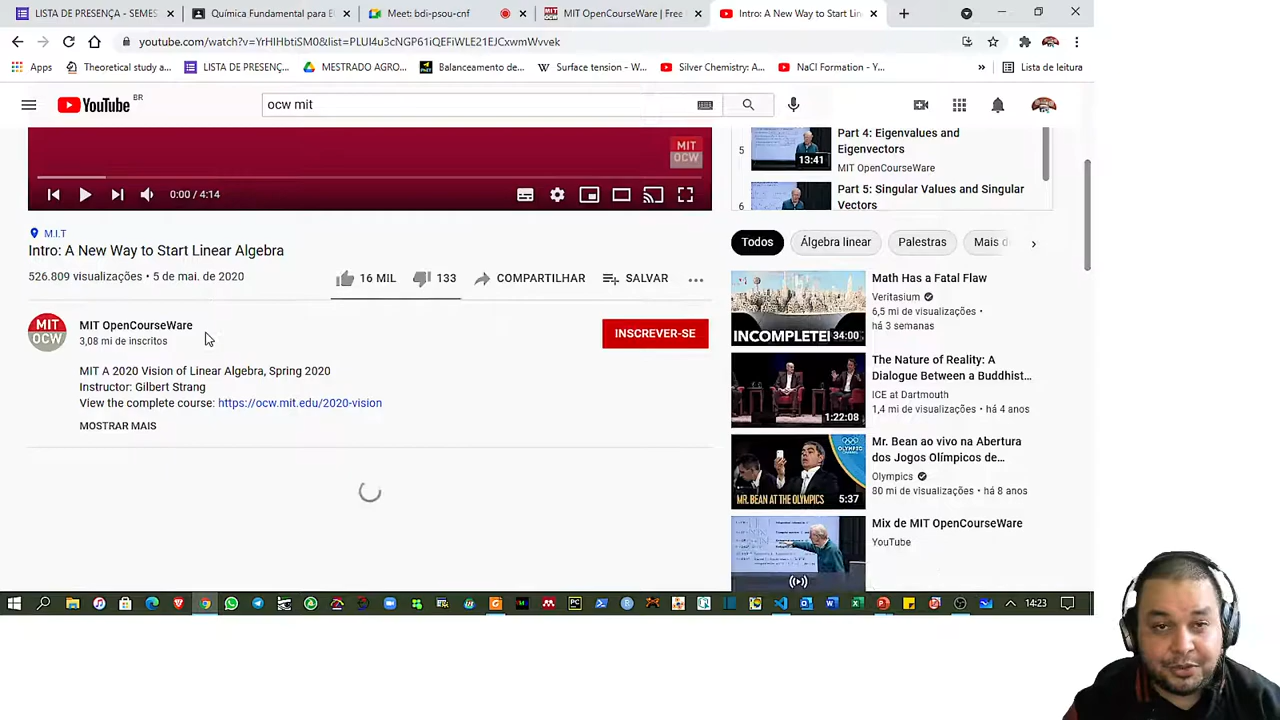 LISTA DE PRESENÇA - SEMES
Química Fundamental para E
Meet: bdi-psou-nnf
MIT OpenCourseWare | Free
Intro: A New Way to Start Lin
youtube.com/watch?v=YrHIHbtiSM0&list=PLUl4u3cNGP61iQEFiWLE21EJCxwmWvvek
Apps
Theoretical study a...
LISTA DE PRESENÇ...
MESTRADO AGRO...
Balanceamento de...
Surface tension - W...
Silver Chemistry: A...
NaCl Formation - Y...
»
Lista de leitura
YouTube BR
ocw mit
MIT
OCW
0:00 / 4:14
5
13:41
Part 4: Eigenvalues and
Eigenvectors
MIT OpenCourseWare
6
Part 5: Singular Values and Singular
Vectors
M.I.T
Intro: A New Way to Start Linear Algebra
526.809 visualizações • 5 de mai. de 2020
16 MIL
133
COMPARTILHAR
SALVAR
MIT
OCW
MIT OpenCourseWare
3,08 mi de inscritos
INSCREVER-SE
MIT A 2020 Vision of Linear Algebra, Spring 2020
Instructor: Gilbert Strang
View the complete course: https://ocw.mit.edu/2020-vision
MOSTRAR MAIS
Todos
Álgebra linear
Palestras
Mais d
INCOMPLETE
34:00
Math Has a Fatal Flaw
Veritasium
6,5 mi de visualizações •
há 3 semanas
1:22:08
The Nature of Reality: A
Dialogue Between a Buddhist...
ICE at Dartmouth
1,4 mi de visualizações • há 4 anos
MR. BEAN AT THE OLYMPICS
5:37
Mr. Bean ao vivo na Abertura
dos Jogos Olímpicos de...
Olympics
80 mi de visualizações • há 8 anos
Mix de MIT OpenCourseWare
YouTube
14:23